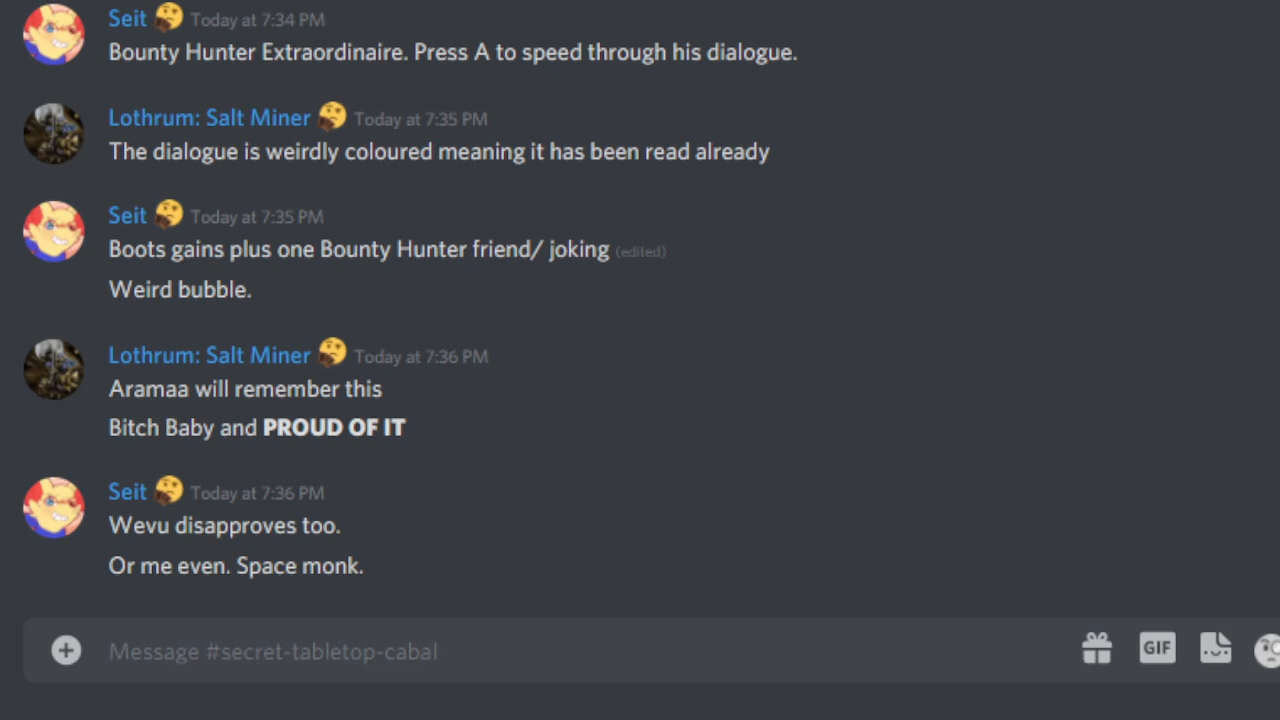 Seit 🤔 Today at 7:34 PM
Bounty Hunter Extraordinaire. Press A to speed through his dialogue.
Lothrum: Salt Miner 🤔 Today at 7:35 PM
The dialogue is weirdly coloured meaning it has been read already
Seit 🤔 Today at 7:35 PM
Boots gains plus one Bounty Hunter friend/ joking (edited)
Weird bubble.
Lothrum: Salt Miner 🤔 Today at 7:36 PM
Aramaa will remember this
Bitch Baby and PROUD OF IT
Seit 🤔 Today at 7:36 PM
Wevu disapproves too.
Or me even. Space monk.
Message #secret-tabletop-cabal
GIF